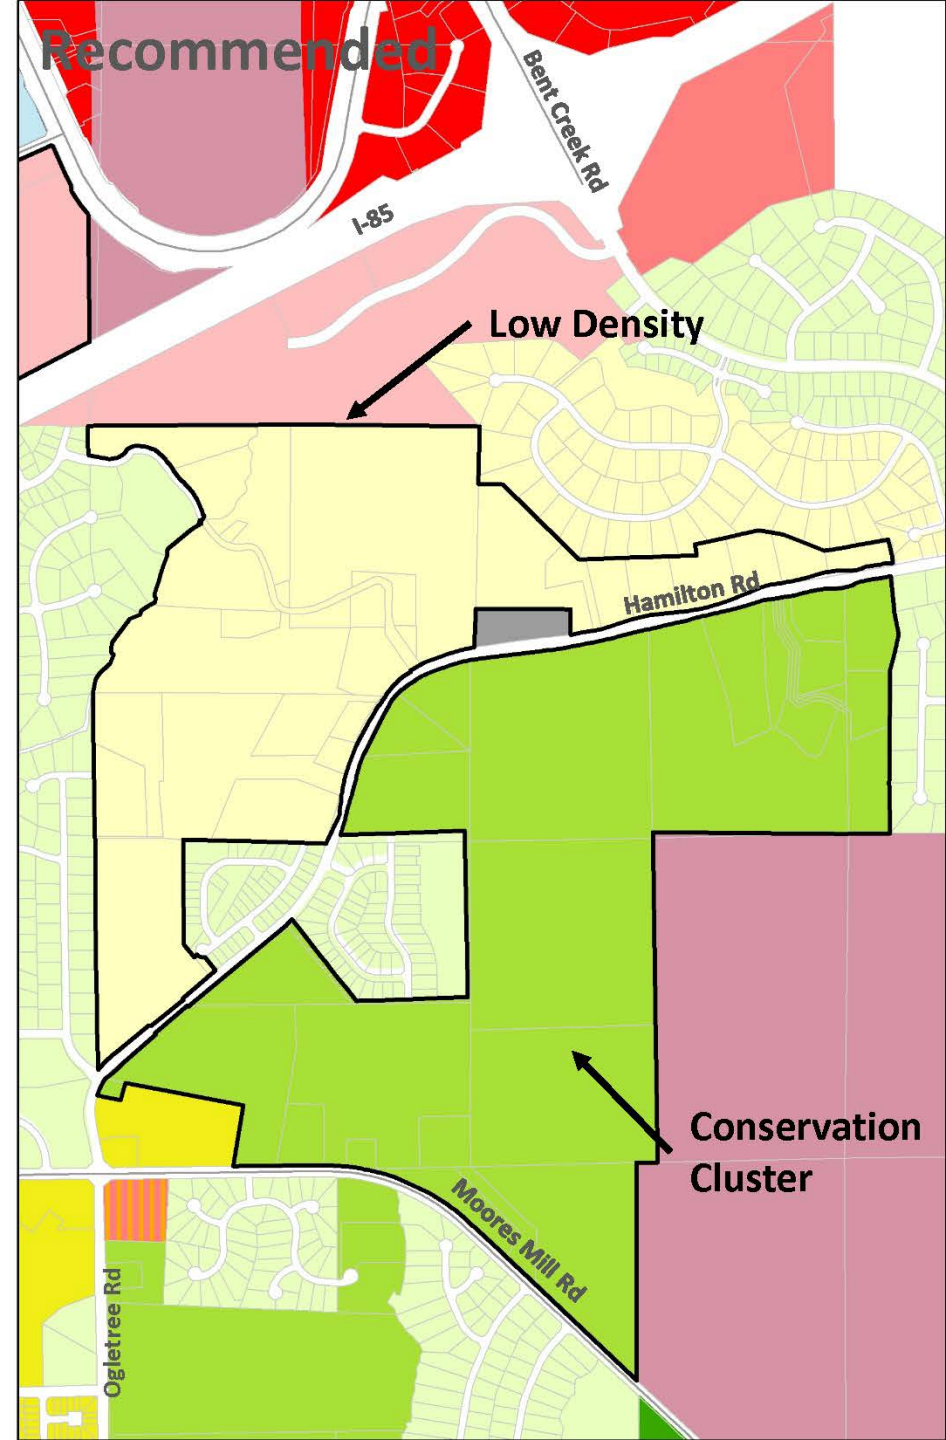 Recommended
Bent Creek Rd
I-85
Low Density
Hamilton Rd
Conservation
Cluster
Moores Mill Rd
Ogletree Rd